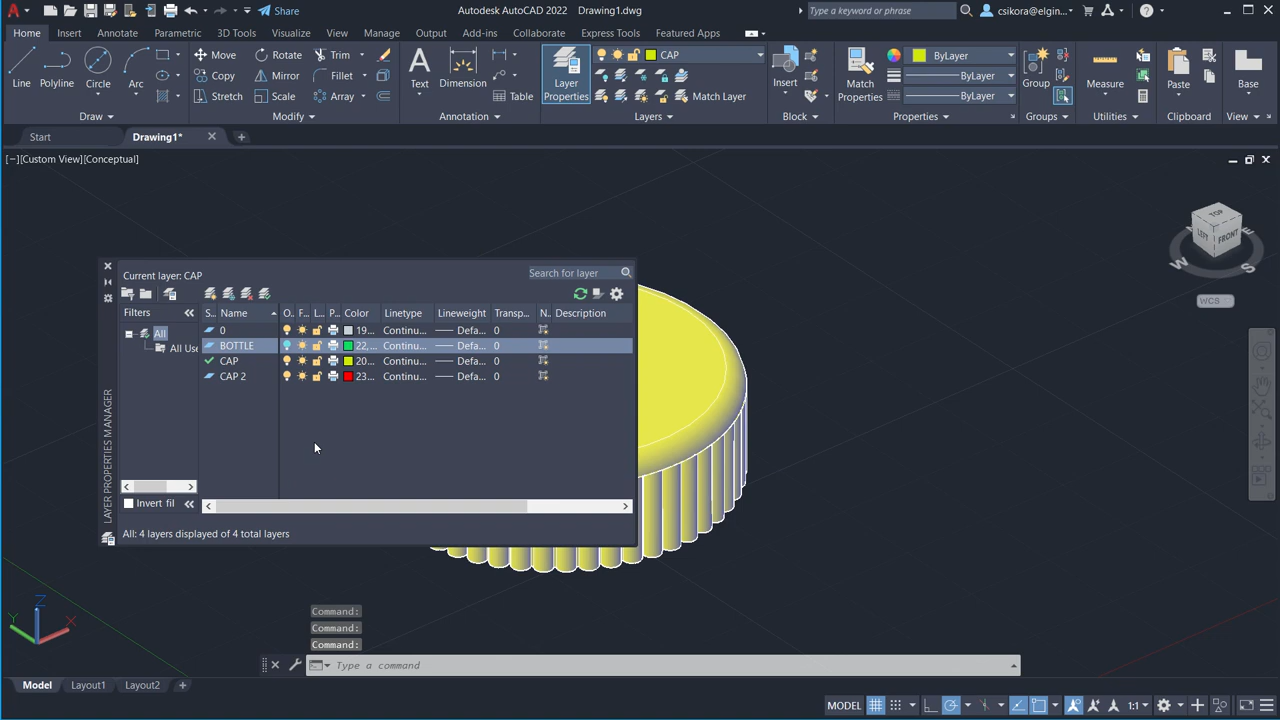 Share
Autodesk AutoCAD 2022 Drawing1.dwg
Type a keyword or phrase
csikora@elgin...
Home Insert Annotate Parametric 3D Tools Visualize View Manage Output Add-ins Collaborate Express Tools Featured Apps
Line Polyline Circle Arc
Move Rotate Trim
Copy Mirror Fillet
Stretch Scale Array
Text Dimension
Table
Layer Properties
CAP
Match Layer
Insert
Match Properties
ByLayer
ByLayer
ByLayer
Group
Measure
Paste
Base
Draw Modify Annotation Layers Block Properties Groups Utilities Clipboard View
Start Drawing1*
[−][Custom View][Conceptual]
TOP
LEFT FRONT
W S E
WCS
Current layer: CAP
Search for layer
Filters
S.. Name O. F... L... P.. Color Linetype Lineweight Transp... N.. Description
All
All Use
0 19... Continu... Defa... 0
BOTTLE 22,... Continu... Defa... 0
CAP 20... Continu... Defa... 0
CAP 2 23... Continu... Defa... 0
Invert fil
All: 4 layers displayed of 4 total layers
LAYER PROPERTIES MANAGER
Z
Y X
Command:
Command:
Command:
Type a command
Model Layout1 Layout2
MODEL 1:1